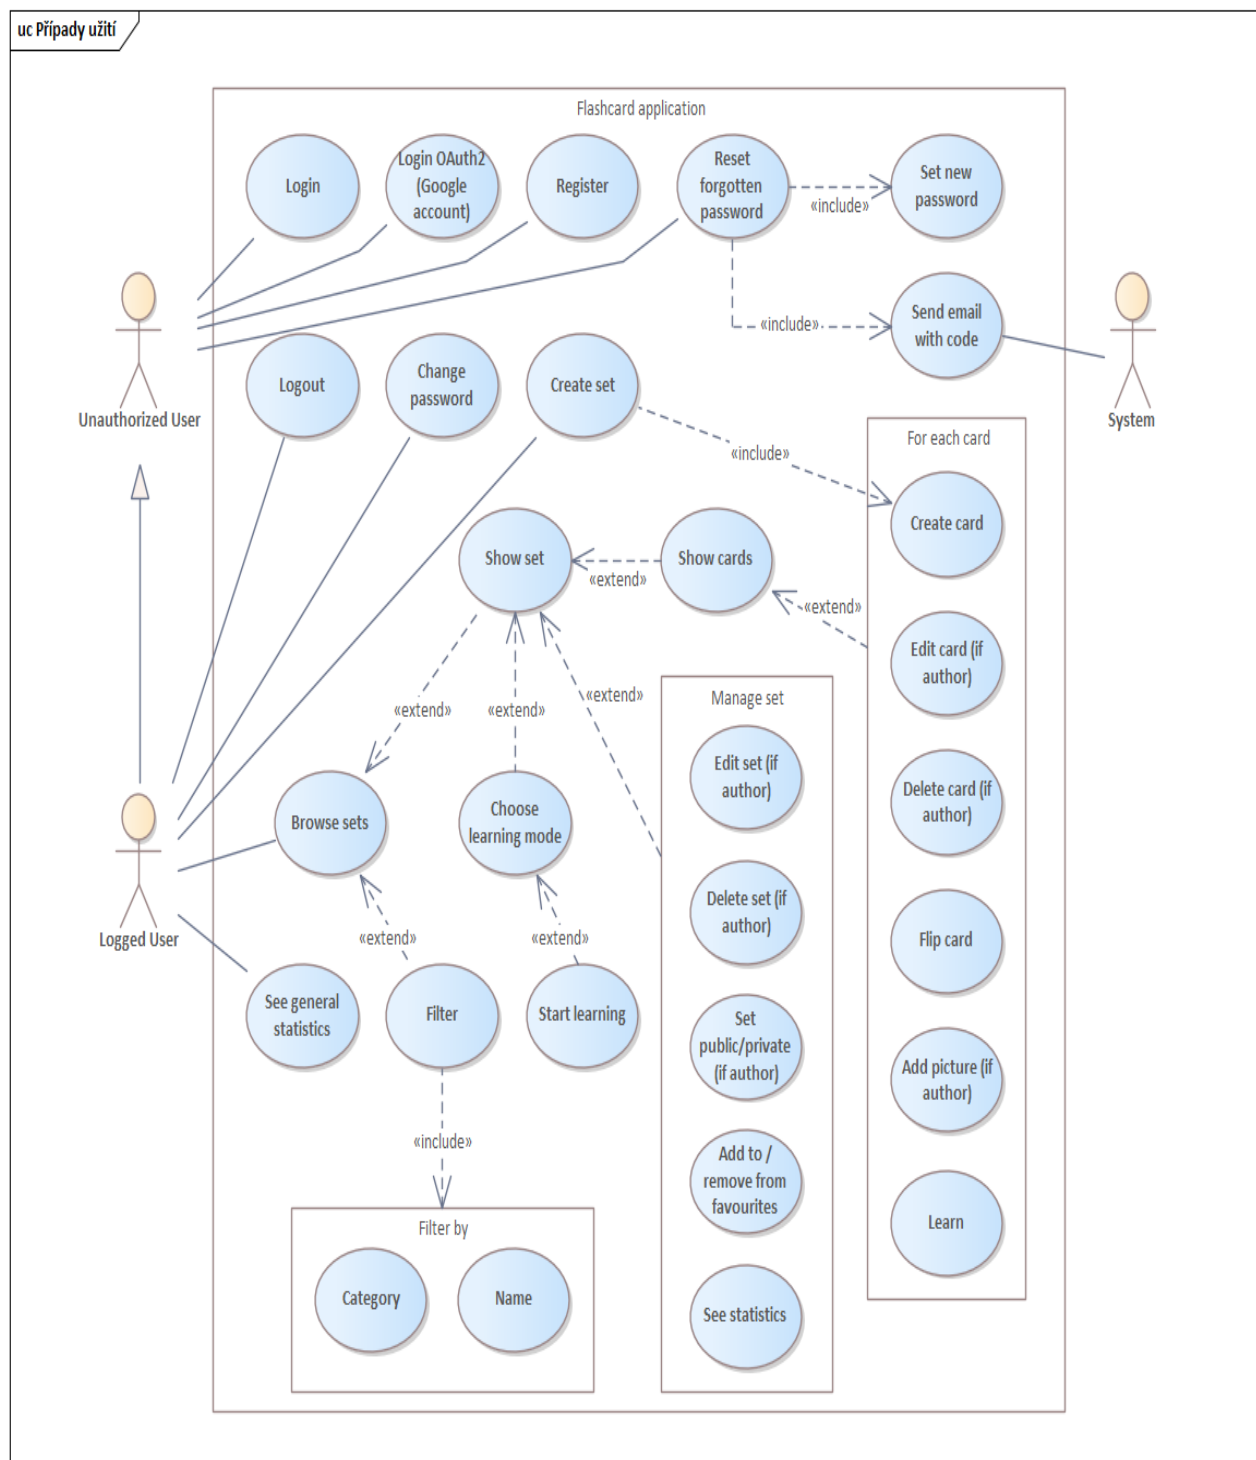 uc Případy užití
Flashcard application
Login
Login OAuth2
(Google
account)
Register
Reset
forgotten
password
«include»
Set new
password
«include»
Send email
with code
Unauthorized User
System
Logout
Change
password
Create set
«include»
For each card
Create card
Show set
«extend»
Show cards
«extend»
Edit card (if
author)
«extend»
«extend»
«extend»
Manage set
Edit set (if
author)
Delete card (if
author)
Browse sets
Choose
learning mode
Delete set (if
author)
Logged User
«extend»
«extend»
Flip card
See general
statistics
Filter
Start learning
Set
public/private
(if author)
Add picture (if
author)
«include»
Add to /
remove from
favourites
Learn
Filter by
Category
Name
See statistics